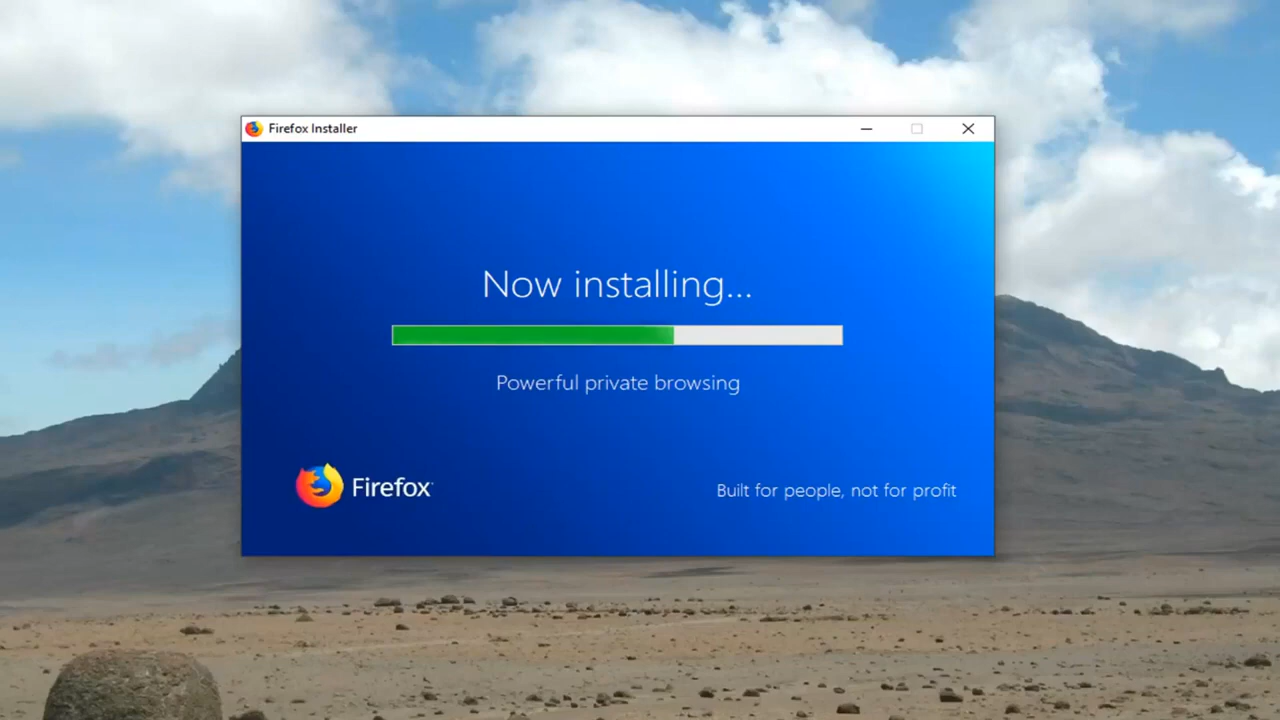 Firefox Installer
Now installing...
Powerful private browsing
Firefox
Built for people, not for profit